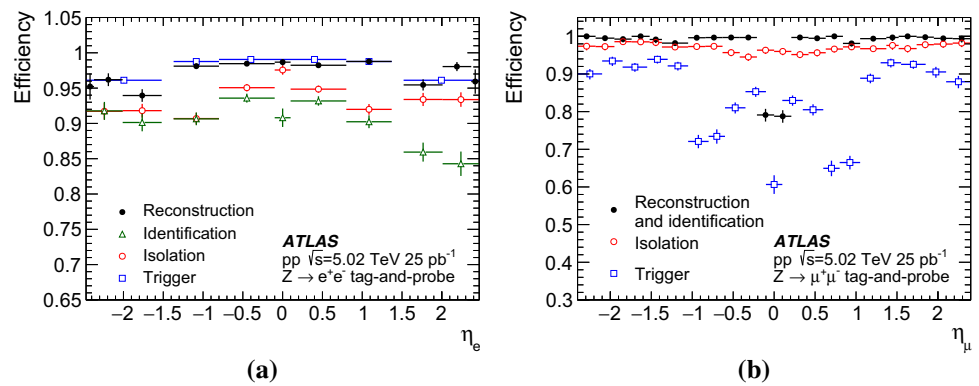 Efficiency
1.05
1
0.95
0.9
0.85
0.8
0.75
0.7
0.65
Reconstruction
Identification
Isolation
Trigger
ATLAS
pp √s=5.02 TeV 25 pb⁻¹
Z → e⁺e⁻ tag-and-probe
−2 −1.5 −1 −0.5 0 0.5 1 1.5 2
η_e
(a)
Efficiency
1.1
1
0.9
0.8
0.7
0.6
0.5
0.4
0.3
Reconstruction
and identification
Isolation
Trigger
ATLAS
pp √s=5.02 TeV 25 pb⁻¹
Z → μ⁺μ⁻ tag-and-probe
−2 −1.5 −1 −0.5 0 0.5 1 1.5 2
η_μ
(b)